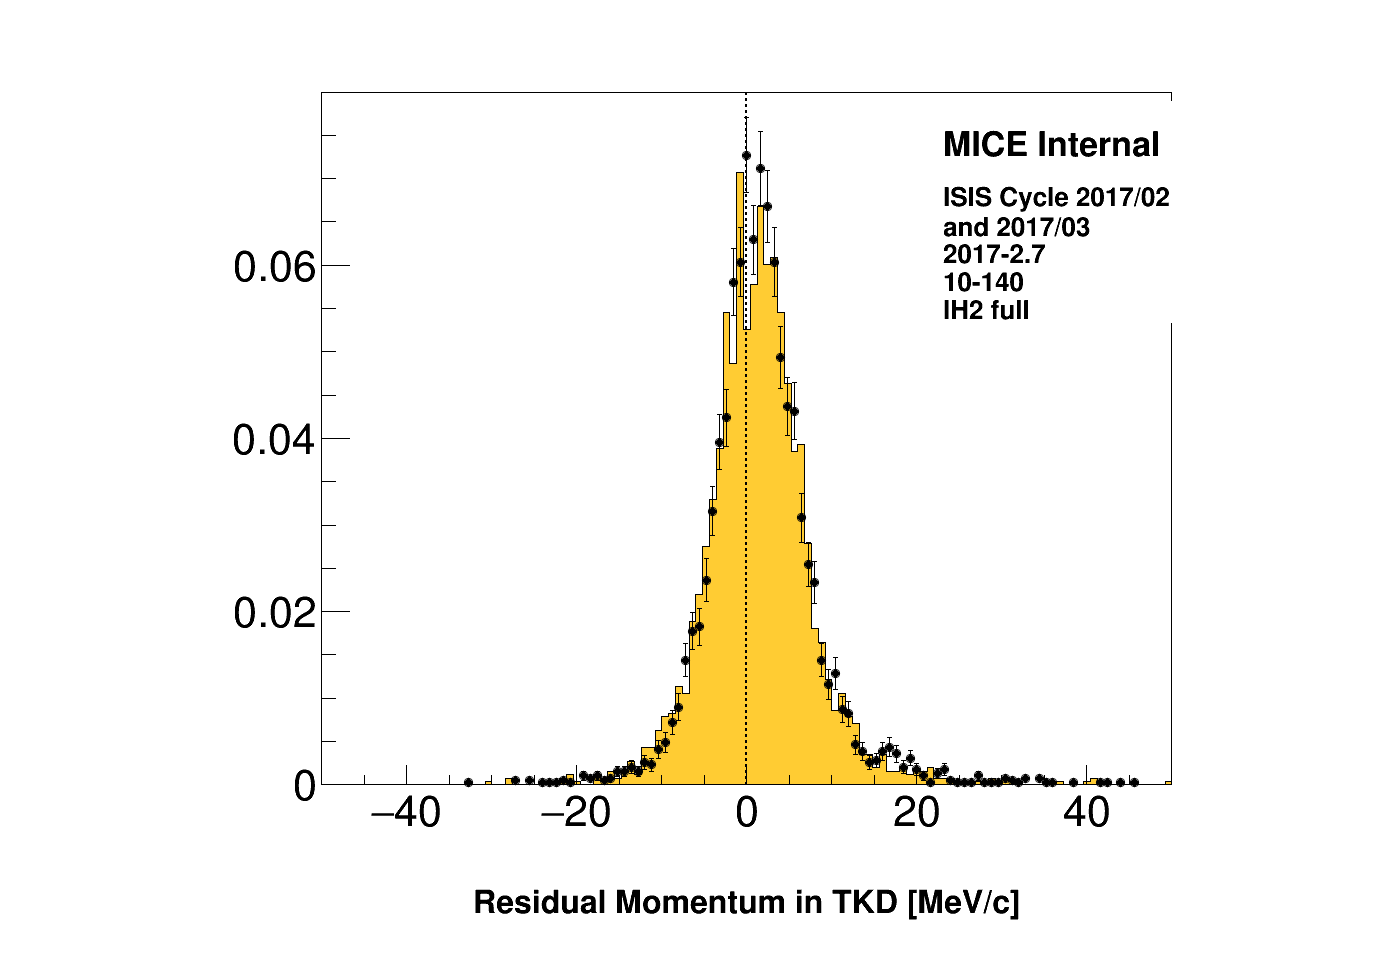 MICE Internal
ISIS Cycle 2017/02
and 2017/03
2017-2.7
10-140
lH2 full
0.06
0.04
0.02
0
−40 −20 0 20 40
Residual Momentum in TKD [MeV/c]